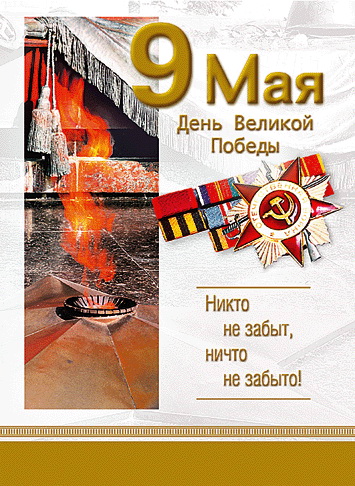 9 Мая
День Великой
Победы
Никто
не забыт,
ничто
не забыто!